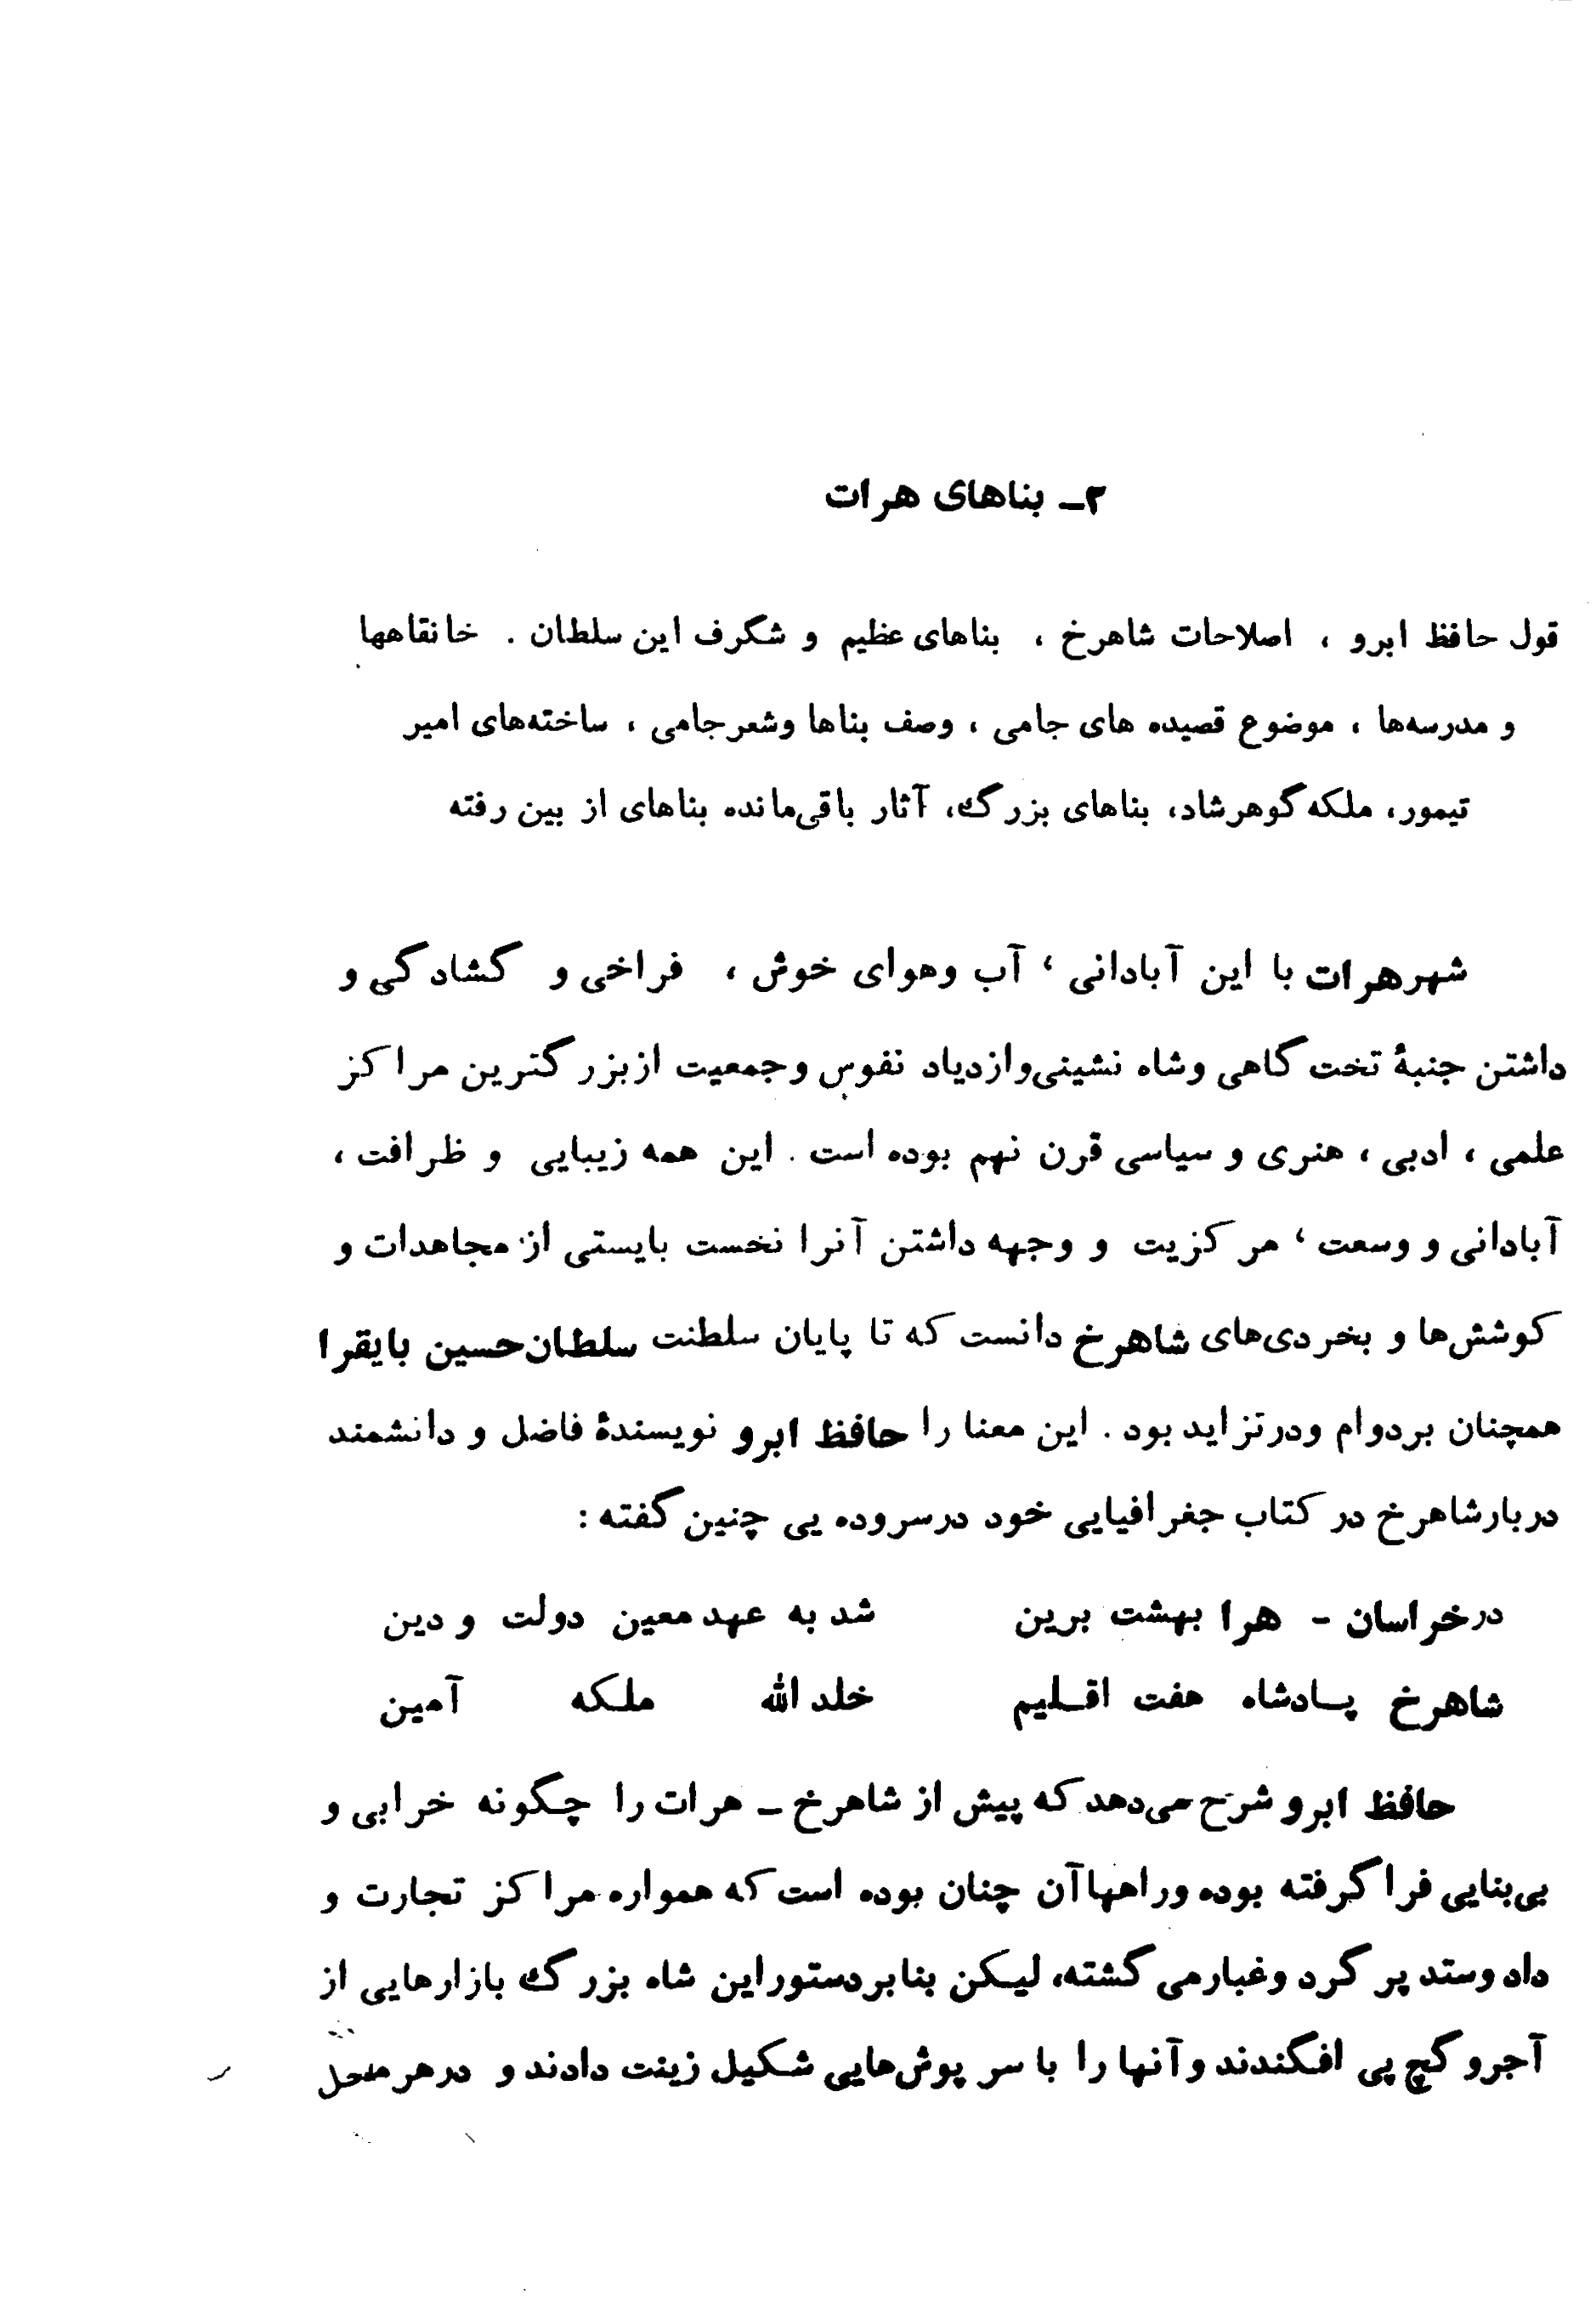 ۲ـ بناهای هرات
قول حافظ ابرو ، اصلاحات شاهرخ ، بناهای عظیم و شگرف این سلطان . خانقاهها
و مدرسه‌ها ، موضوع قصیده های جامی ، وصف بناها وشعرجامی ، ساخته‌های امیر
تیمور، ملکه گوهرشاد، بناهای بزرگ، آثار باقی‌مانده بناهای از بین رفته
شهرهرات با این آبادانی ، آب وهوای خوش ، فراخی و گشادگی و
داشتن جنبهٔ تخت گاهی وشاه نشینی‌وازدیاد نفوس وجمعیت ازبزرگترین مراکز
علمی ، ادبی ، هنری و سیاسی قرن نهم بوده است . این همه زیبایی و ظرافت ،
آبادانی و وسعت ، مرکزیت و وجهه داشتن آنرا نخست بایستی از مجاهدات و
کوشش‌ها و بخردی‌های شاهرخ دانست که تا پایان سلطنت سلطان‌حسین بایقرا
همچنان بردوام ودرتزاید بود . این معنا را حافظ ابرو نویسندهٔ فاضل و دانشمند
دربارشاهرخ در کتاب جغرافیایی خود درسروده یی چنین گفته :
درخراسان - هرا بهشت برین شد به عهد معین دولت و دین
شاهرخ پادشاه هفت اقلیم خلد الله ملکه آمین
حافظ ابرو شرح می‌دهد که پیش از شاهرخ ـ هرات را چگونه خرابی و
بی‌بنایی فرا گرفته بوده وراهها آن چنان بوده است که همواره مراکز تجارت و
داد وستد پر گرد وغبارمی گشته، لیکن بنابردستوراین شاه بزرگ بازارهایی از
آجرو گچ پی افکندند وآنها را با سر پوش‌هایی شکیل زینت دادند و درهر محل